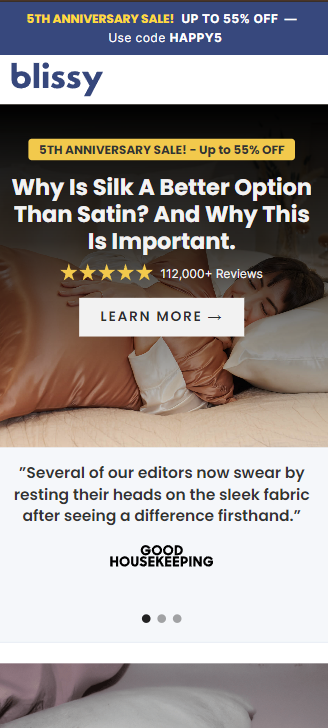 5TH ANNIVERSARY SALE! UP TO 55% OFF —
Use code HAPPY5
blissy
5TH ANNIVERSARY SALE! - Up to 55% OFF
Why Is Silk A Better Option
Than Satin? And Why This
Is Important.
★★★★★ 112,000+ Reviews
LEARN MORE →
”Several of our editors now swear by
resting their heads on the sleek fabric
after seeing a difference firsthand.”
GOOD
HOUSEKEEPING